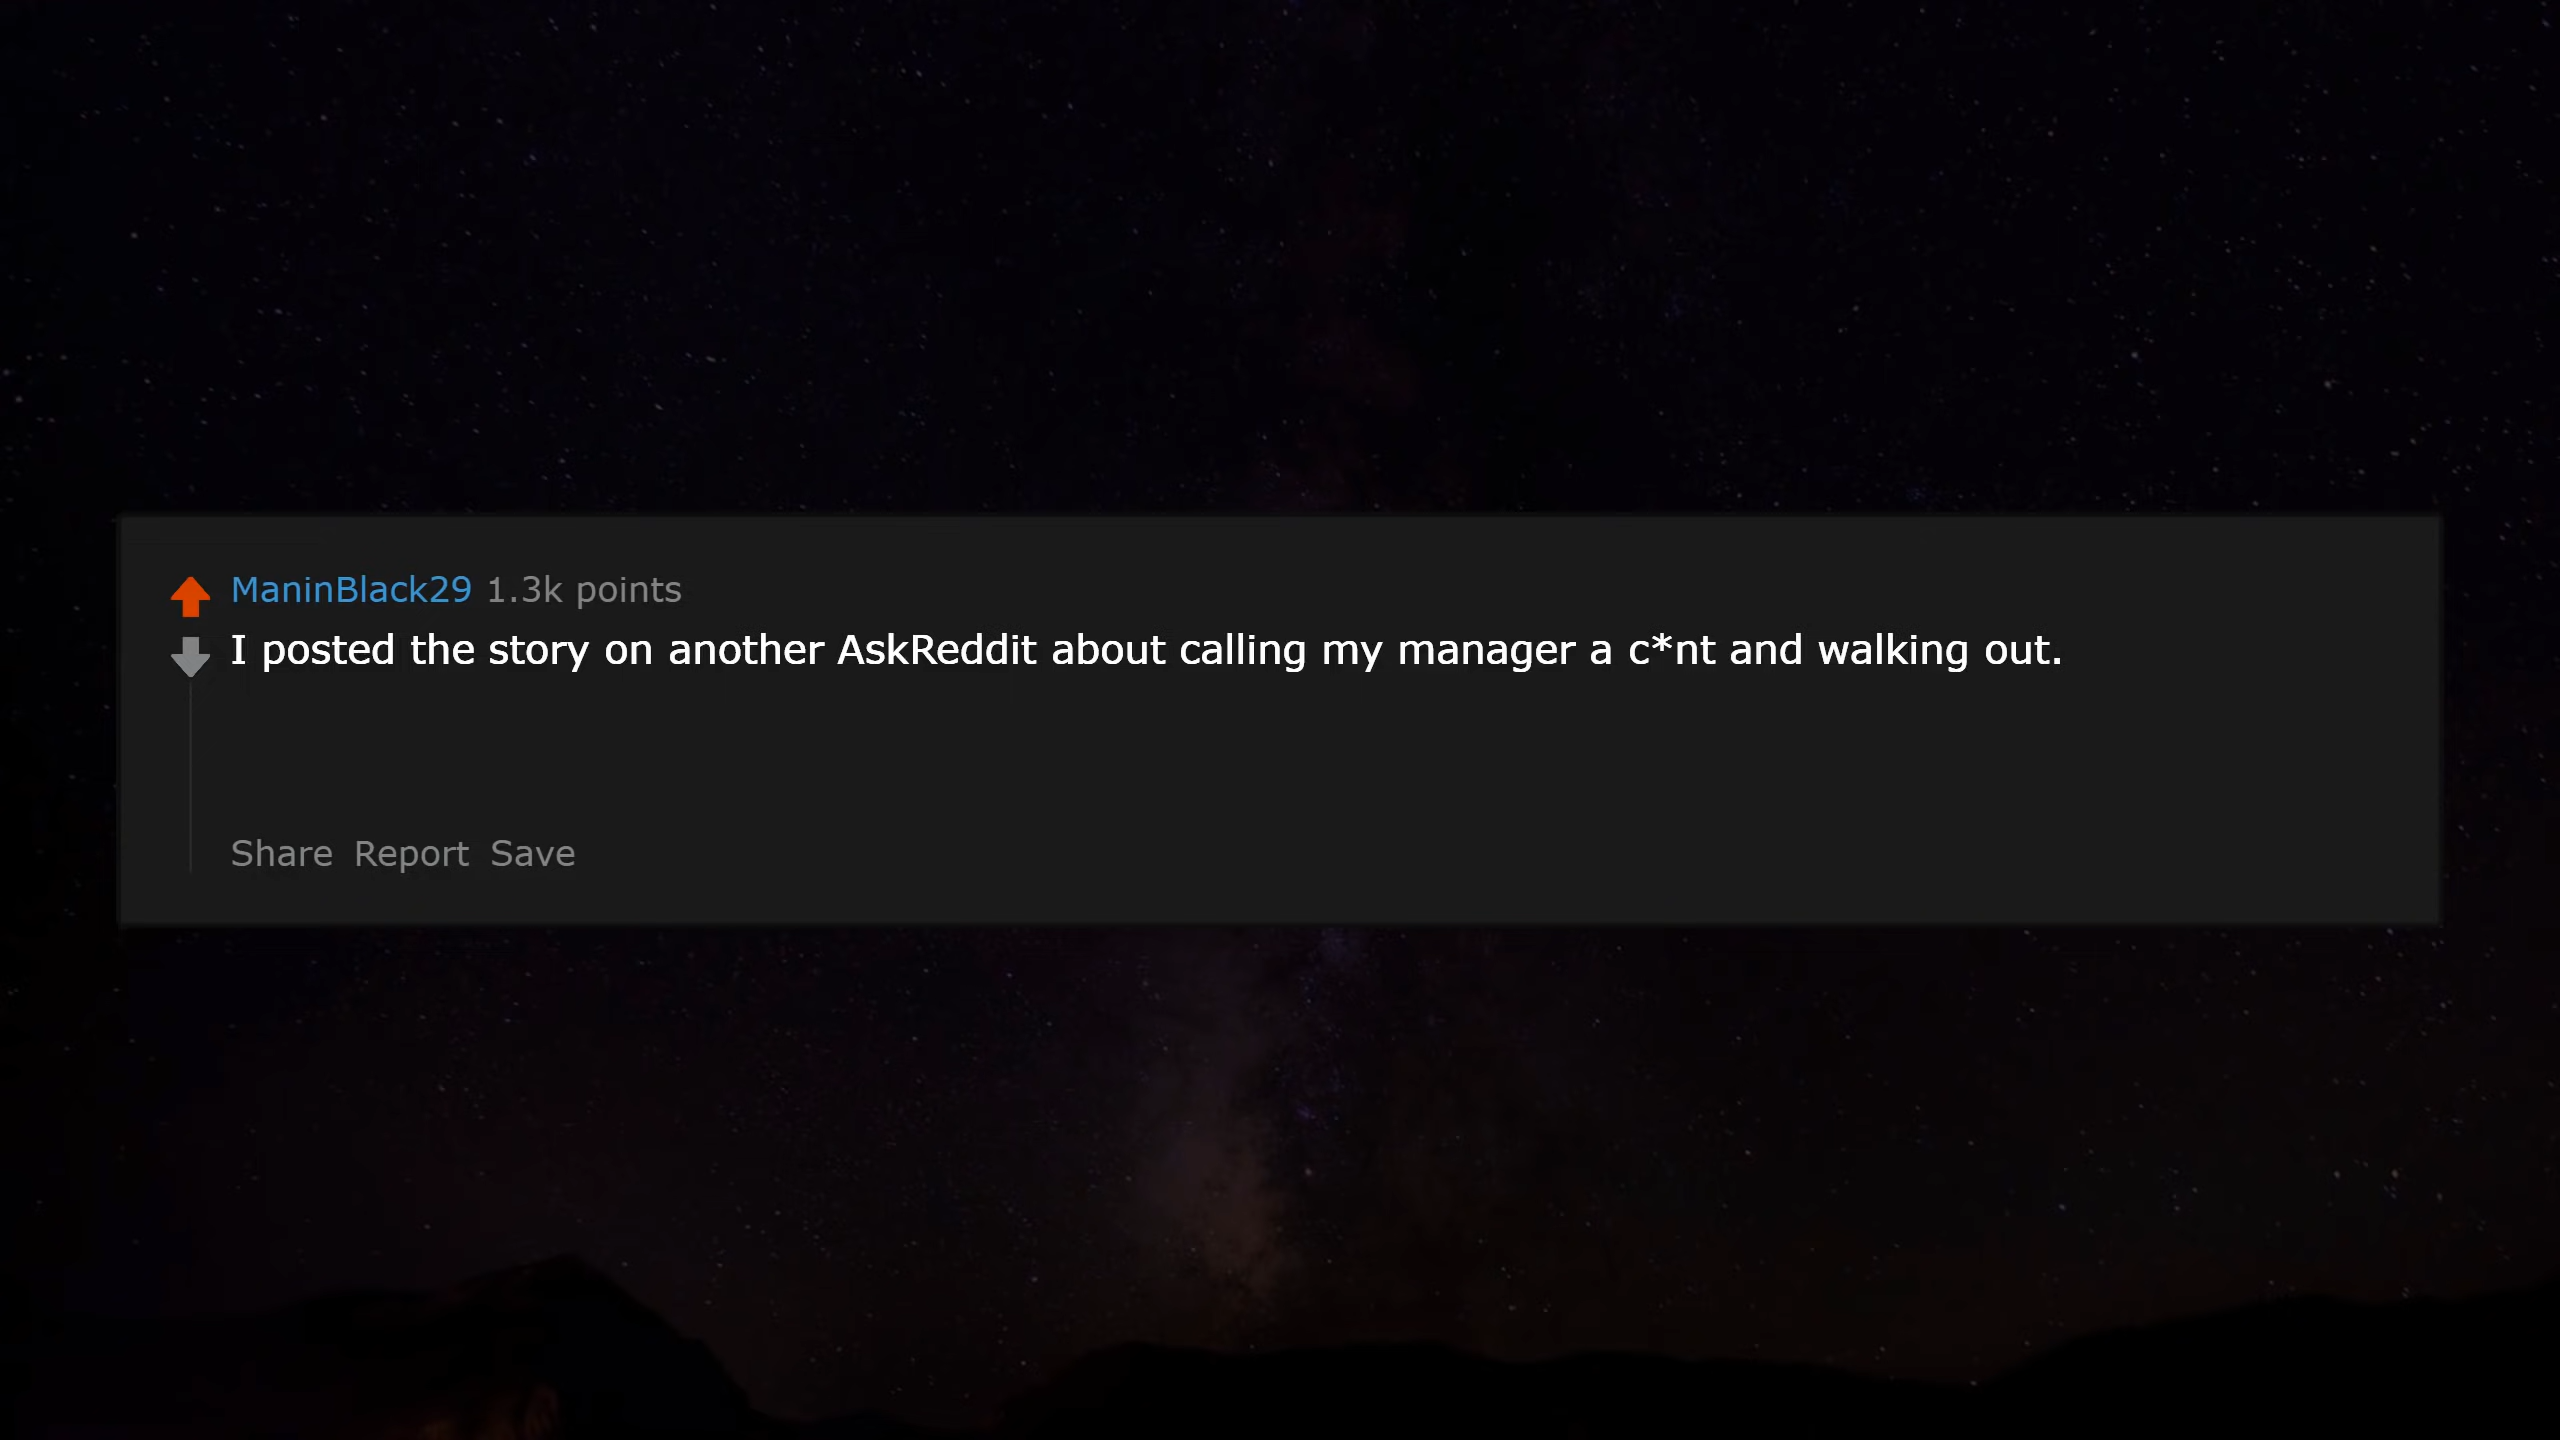 ManinBlack29 1.3k points
I posted the story on another AskReddit about calling my manager a c*nt and walking out.
Share Report Save